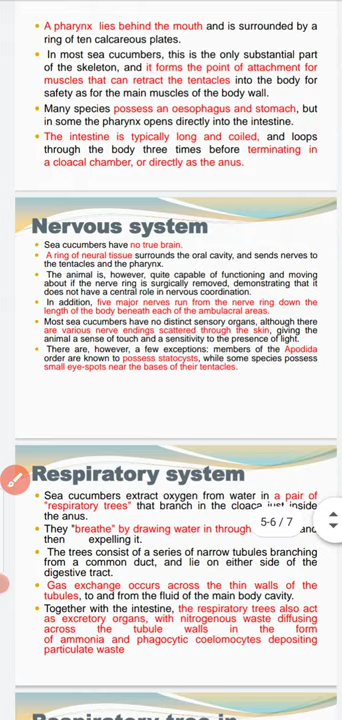 • A pharynx lies behind the mouth and is surrounded by a
ring of ten calcareous plates.
• In most sea cucumbers, this is the only substantial part
of the skeleton, and it forms the point of attachment for
muscles that can retract the tentacles into the body for
safety as for the main muscles of the body wall.
• Many species possess an oesophagus and stomach, but
in some the pharynx opens directly into the intestine.
• The intestine is typically long and coiled, and loops
through the body three times before terminating in
a cloacal chamber, or directly as the anus.
Nervous system
• Sea cucumbers have no true brain.
• A ring of neural tissue surrounds the oral cavity, and sends nerves to
the tentacles and the pharynx.
• The animal is, however, quite capable of functioning and moving
about if the nerve ring is surgically removed, demonstrating that it
does not have a central role in nervous coordination.
• In addition, five major nerves run from the nerve ring down the
length of the body beneath each of the ambulacral areas.
• Most sea cucumbers have no distinct sensory organs, although there
are various nerve endings scattered through the skin, giving the
animal a sense of touch and a sensitivity to the presence of light.
• There are, however, a few exceptions: members of the Apodida
order are known to possess statocysts, while some species possess
small eye-spots near the bases of their tentacles.
Respiratory system
• Sea cucumbers extract oxygen from water in a pair of
"respiratory trees" that branch in the cloaca just inside
the anus.
• They "breathe" by drawing water in through
then expelling it.
5-6 / 7
• The trees consist of a series of narrow tubules branching
from a common duct, and lie on either side of the
digestive tract.
• Gas exchange occurs across the thin walls of the
tubules, to and from the fluid of the main body cavity.
• Together with the intestine, the respiratory trees also act
as excretory organs, with nitrogenous waste diffusing
across the tubule walls in the form
of ammonia and phagocytic coelomocytes depositing
particulate waste
Respiratory tree in